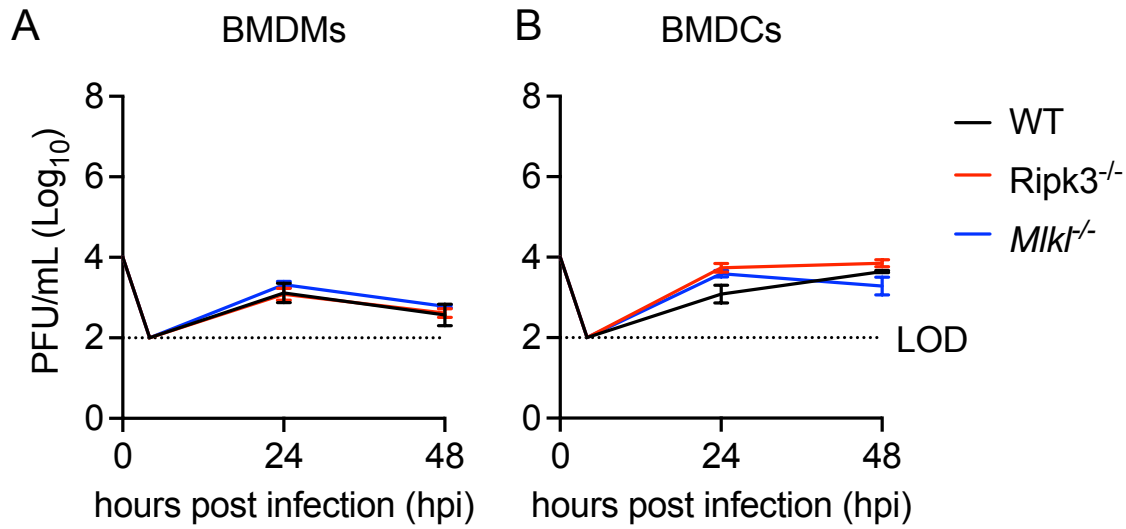 A
BMDMs
B
BMDCs
8
6
4
2
0
PFU/mL (Log10)
0
24
48
hours post infection (hpi)
8
6
4
2
0
0
24
48
hours post infection (hpi)
WT
Ripk3-/-
Mlkl-/-
LOD